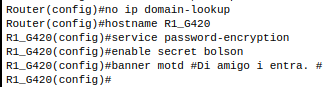 Router(config)#no ip domain-lookup
Router(config)#hostname R1_G420
R1_G420(config)#service password-encryption
R1_G420(config)#enable secret bolson
R1_G420(config)#banner motd #Di amigo i entra. #
R1_G420(config)#